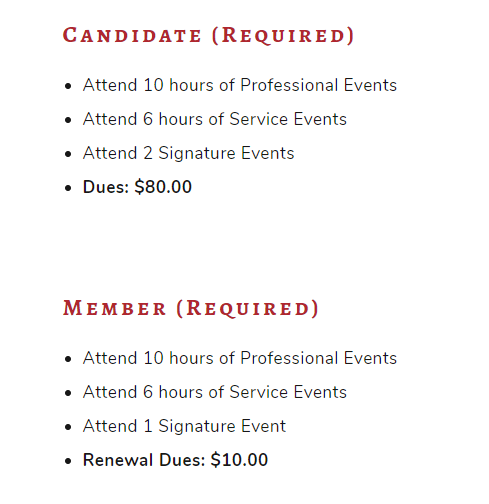 Candidate (Required)
• Attend 10 hours of Professional Events
• Attend 6 hours of Service Events
• Attend 2 Signature Events
• Dues: $80.00
Member (Required)
• Attend 10 hours of Professional Events
• Attend 6 hours of Service Events
• Attend 1 Signature Event
• Renewal Dues: $10.00